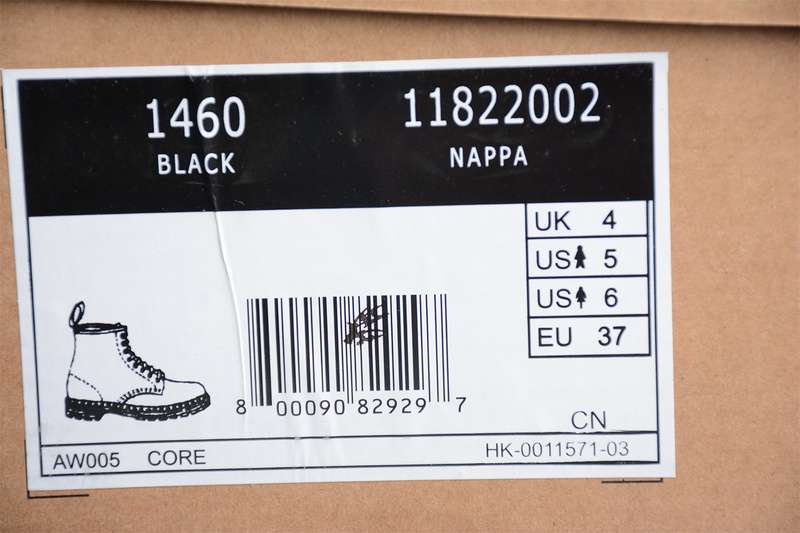 1460 11822002
BLACK NAPPA
UK 4
US 5
US 6
EU 37
8 00090 82929 7
CN
AW005 CORE HK-0011571-03